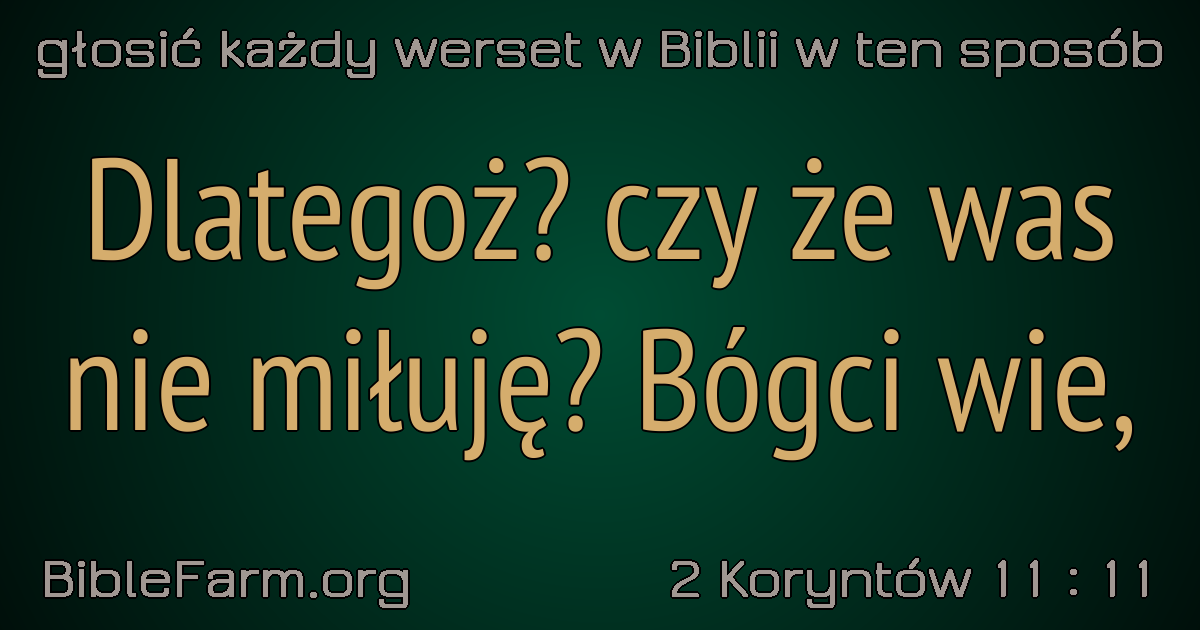 głosić każdy werset w Biblii w ten sposób
Dlategoż? czy że was
nie miłuję? Bógci wie,
BibleFarm.org
2 Koryntów 11 : 11